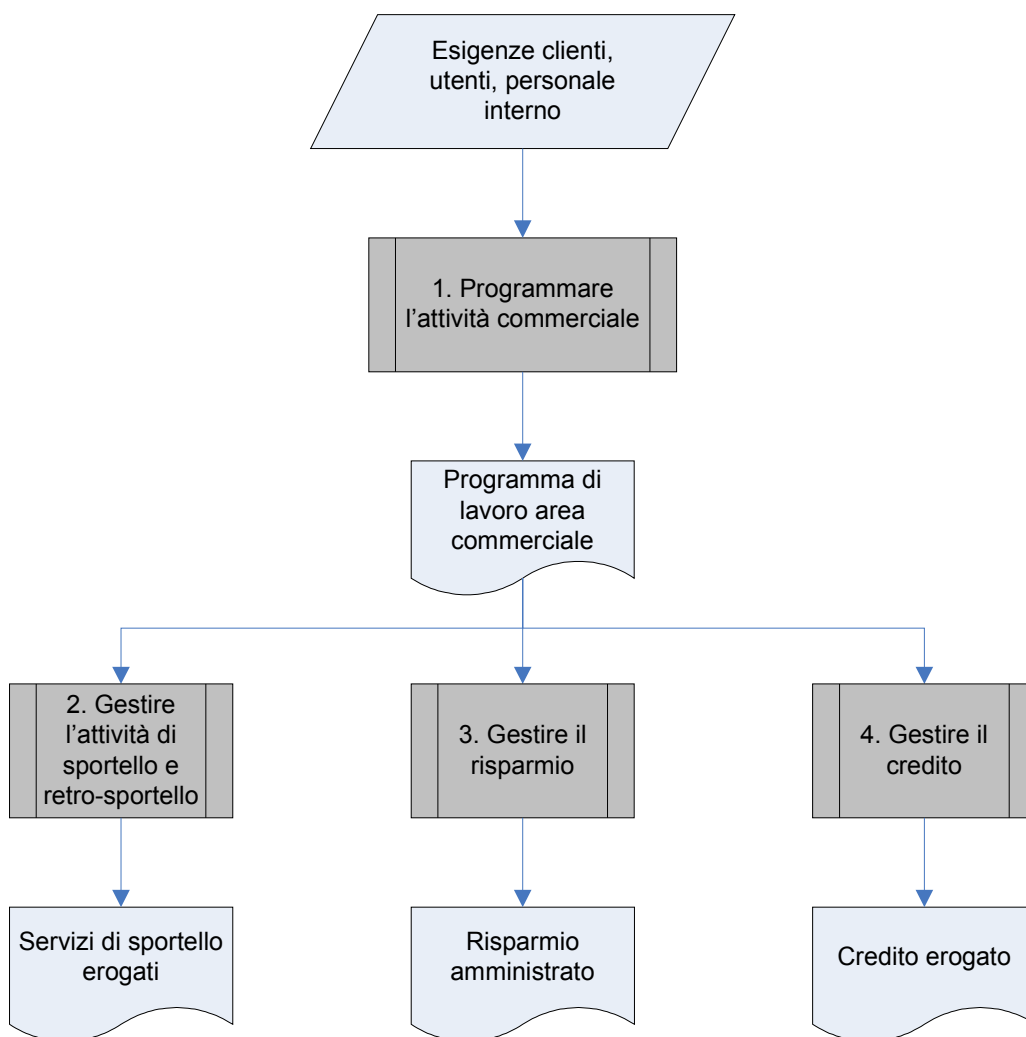 Esigenze clienti,
utenti, personale
interno
1. Programmare
l’attività commerciale
Programma di
lavoro area
commerciale
2. Gestire
l’attività di
sportello e
retro-sportello
3. Gestire il
risparmio
4. Gestire il
credito
Servizi di sportello
erogati
Risparmio
amministrato
Credito erogato